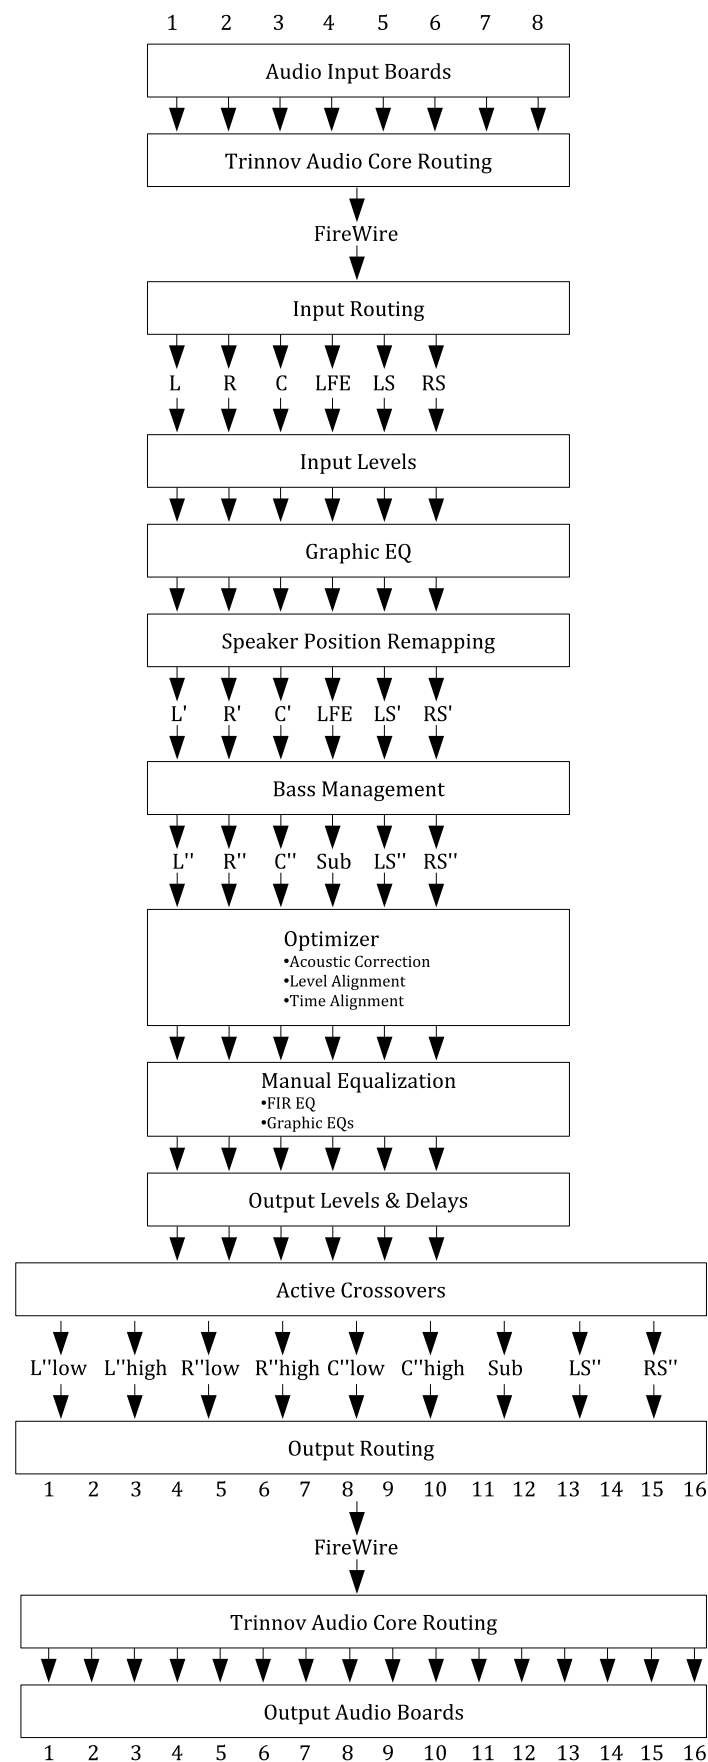 1 2 3 4 5 6 7 8
Audio Input Boards
Trinnov Audio Core Routing
FireWire
Input Routing
L R C LFE LS RS
Input Levels
Graphic EQ
Speaker Position Remapping
L' R' C' LFE LS' RS'
Bass Management
L'' R'' C'' Sub LS'' RS''
Optimizer
•Acoustic Correction
•Level Alignment
•Time Alignment
Manual Equalization
•FIR EQ
•Graphic EQs
Output Levels & Delays
Active Crossovers
L''low L''high R''low R''high C''low C''high Sub LS'' RS''
Output Routing
1 2 3 4 5 6 7 8 9 10 11 12 13 14 15 16
FireWire
Trinnov Audio Core Routing
Output Audio Boards
1 2 3 4 5 6 7 8 9 10 11 12 13 14 15 16